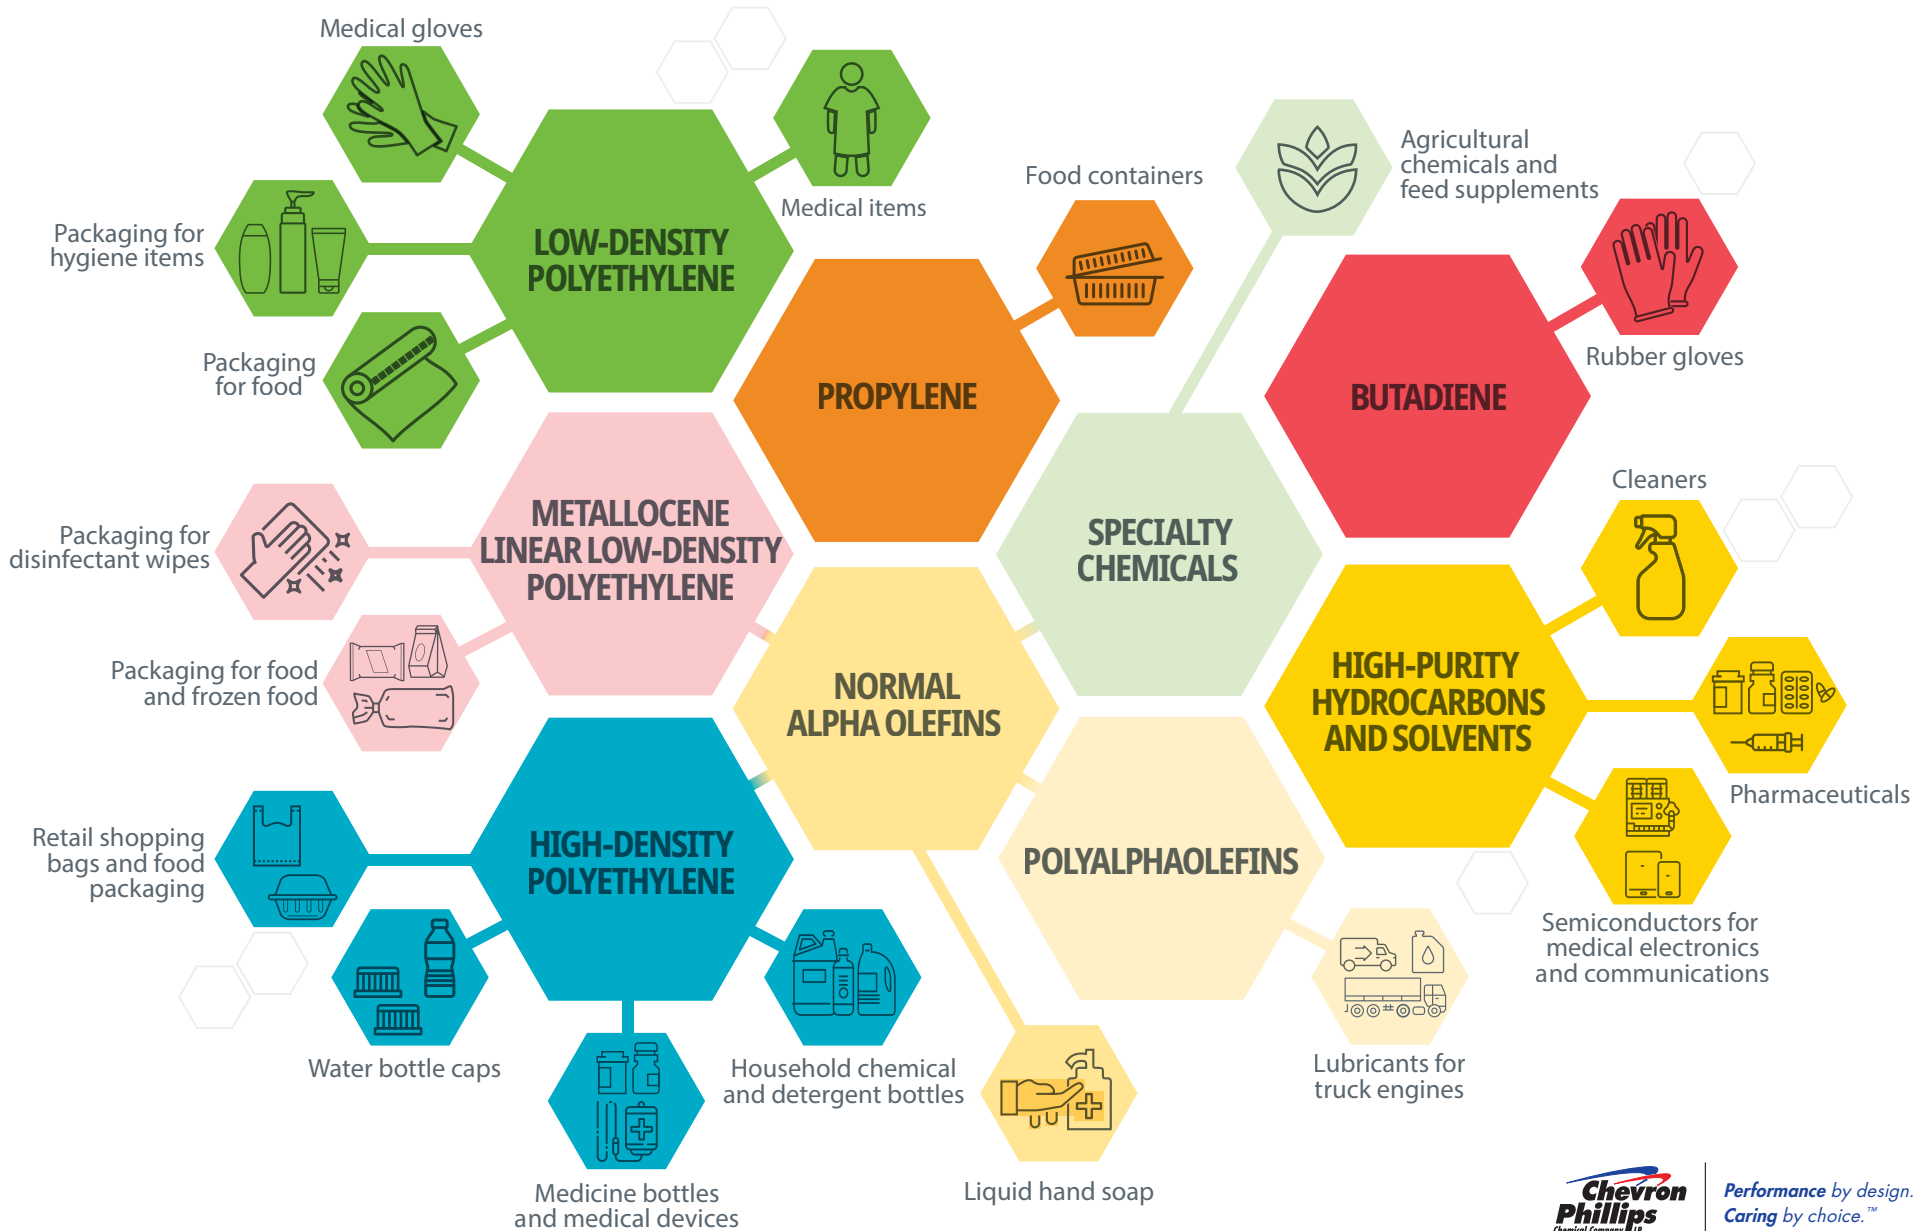 Medical gloves
Medical items
Packaging for
hygiene items
LOW-DENSITY
POLYETHYLENE
Packaging
for food
Food containers
PROPYLENE
Agricultural
chemicals and
feed supplements
SPECIALTY
CHEMICALS
BUTADIENE
Rubber gloves
METALLOCENE
LINEAR LOW-DENSITY
POLYETHYLENE
Packaging for
disinfectant wipes
Packaging for food
and frozen food
NORMAL
ALPHA OLEFINS
Liquid hand soap
HIGH-PURITY
HYDROCARBONS
AND SOLVENTS
Cleaners
Pharmaceuticals
Semiconductors for
medical electronics
and communications
HIGH-DENSITY
POLYETHYLENE
Retail shopping
bags and food
packaging
Water bottle caps
Medicine bottles
and medical devices
Household chemical
and detergent bottles
POLYALPHAOLEFINS
Lubricants for
truck engines
Chevron
Phillips
Chemical Company LP
Performance by design.
Caring by choice.™